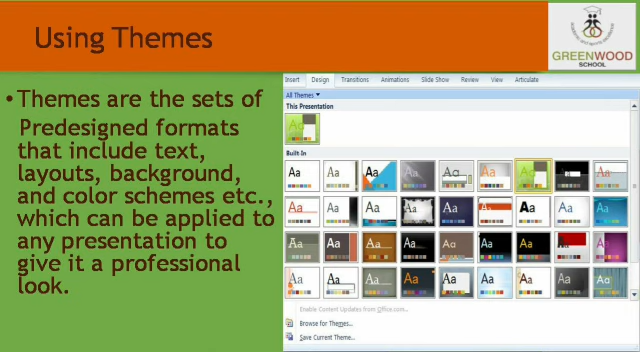 Using Themes
GREENWOOD
SCHOOL
• Themes are the sets of
Predesigned formats
that include text,
layouts, background,
and color schemes etc.,
which can be applied to
any presentation to
give it a professional
look.
Insert Design Transitions Animations Slide Show Review View Articulate
All Themes
This Presentation
Built In
Enable Content Updates from Office.com...
Browse for Themes...
Save Current Theme...